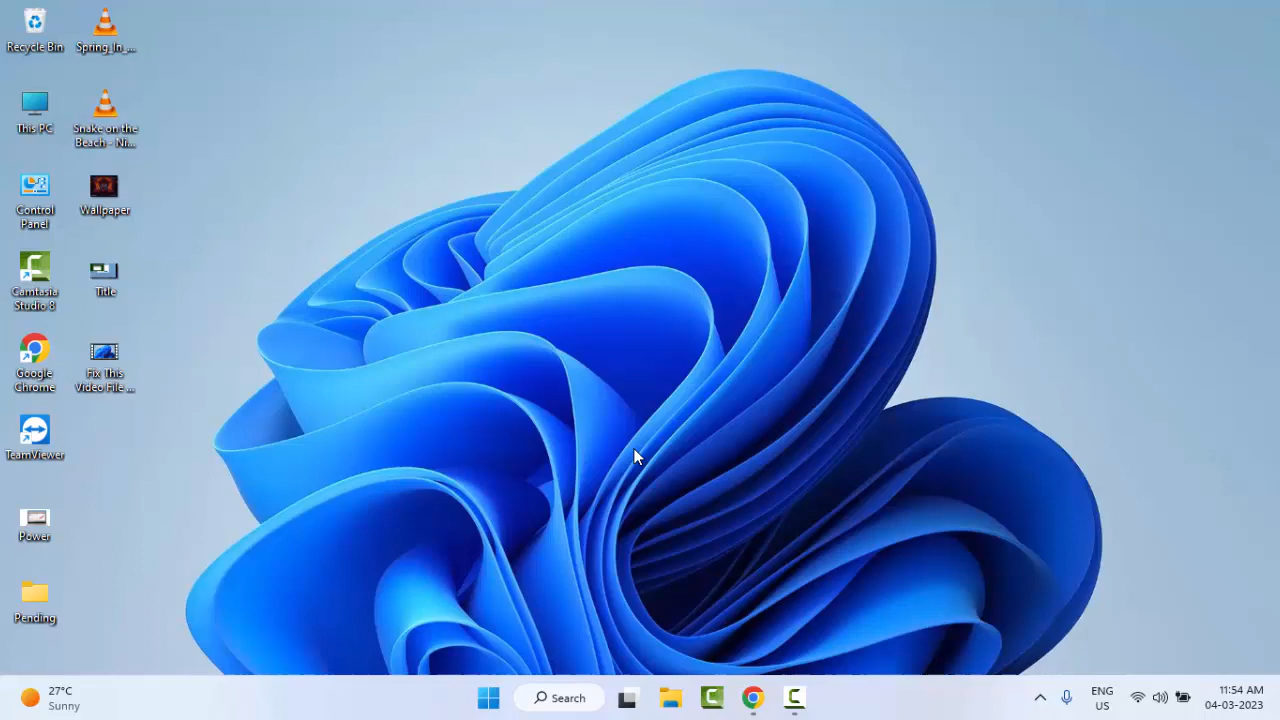 Recycle Bin
Spring_In_...
This PC
Snake on the
Beach - Ni...
Control
Panel
Wallpaper
Camtasia
Studio 8
Title
Google
Chrome
Fix This
Video File ...
TeamViewer
Power
Pending
27°C
Sunny
Search
ENG
US
11:54 AM
04-03-2023